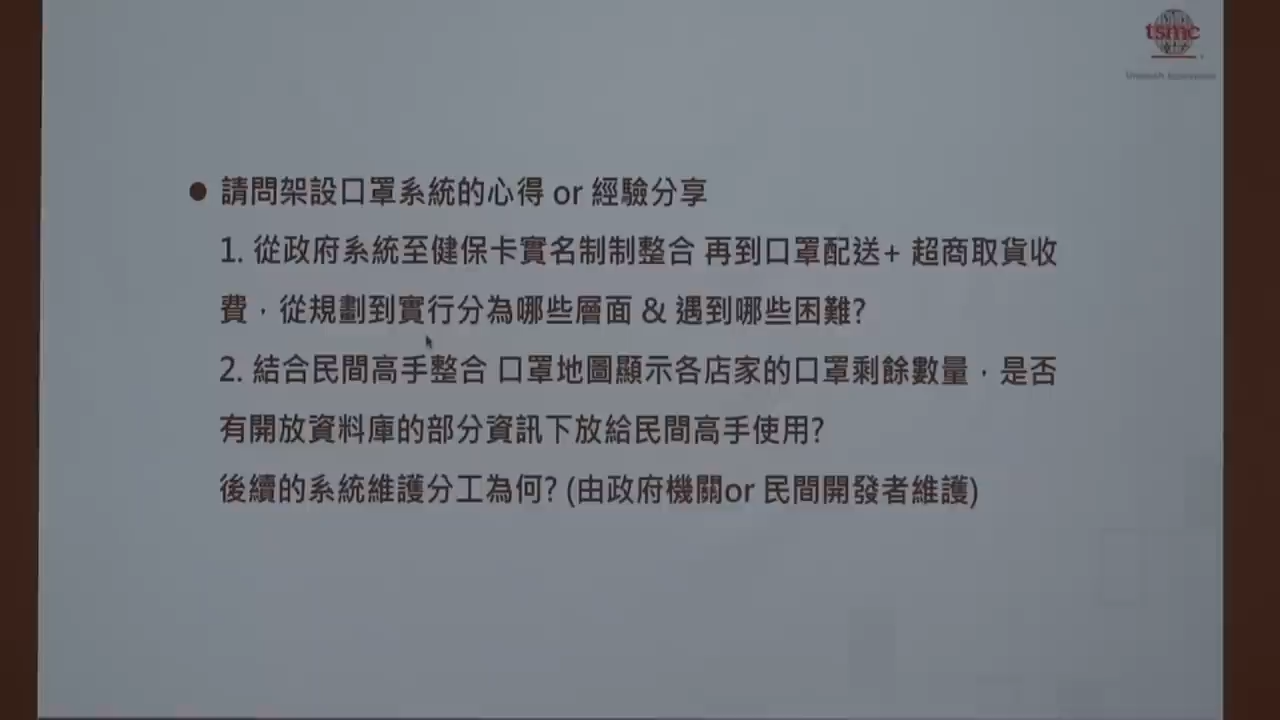 tsmc
● 請問架設口罩系統的心得 or 經驗分享
1. 從政府系統至健保卡實名制制整合 再到口罩配送+ 超商取貨收
費，從規劃到實行分為哪些層面 & 遇到哪些困難?
2. 結合民間高手整合 口罩地圖顯示各店家的口罩剩餘數量，是否
有開放資料庫的部分資訊下放給民間高手使用?
後續的系統維護分工為何? (由政府機關or 民間開發者維護)